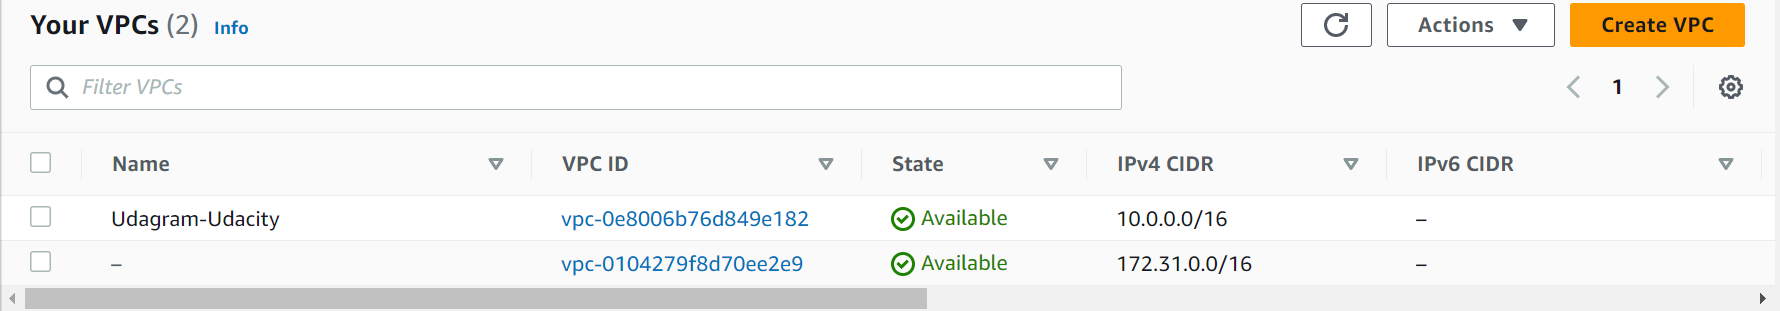 Your VPCs (2) Info Actions Create VPC
Filter VPCs 1
Name VPC ID State IPv4 CIDR IPv6 CIDR
Udagram-Udacity vpc-0e8006b76d849e182 Available 10.0.0.0/16 –
– vpc-0104279f8d70ee2e9 Available 172.31.0.0/16 –